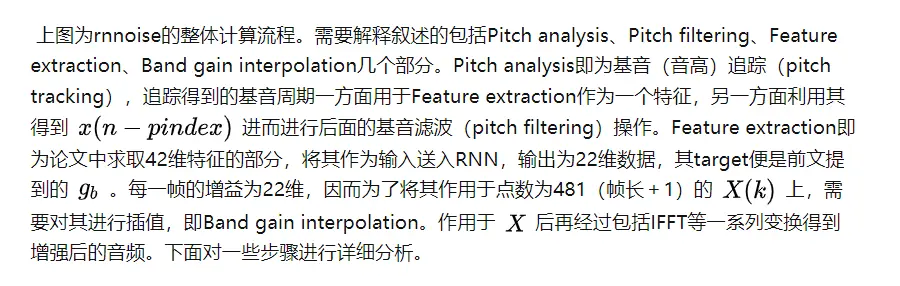 上图为rnnoise的整体计算流程。需要解释叙述的包括Pitch analysis、Pitch filtering、Feature
extraction、Band gain interpolation几个部分。Pitch analysis即为基音（音高）追踪（pitch
tracking），追踪得到的基音周期一方面用于Feature extraction作为一个特征，另一方面利用其
得到 x(n − pindex) 进而进行后面的基音滤波（pitch filtering）操作。Feature extraction即
为论文中求取42维特征的部分，将其作为输入送入RNN，输出为22维数据，其target便是前文提
到的 g_b 。每一帧的增益为22维，因而为了将其作用于点数为481（帧长＋1）的 X(k) 上，需
要对其进行插值，即Band gain interpolation。作用于 X 后再经过包括IFFT等一系列变换得到
增强后的音频。下面对一些步骤进行详细分析。